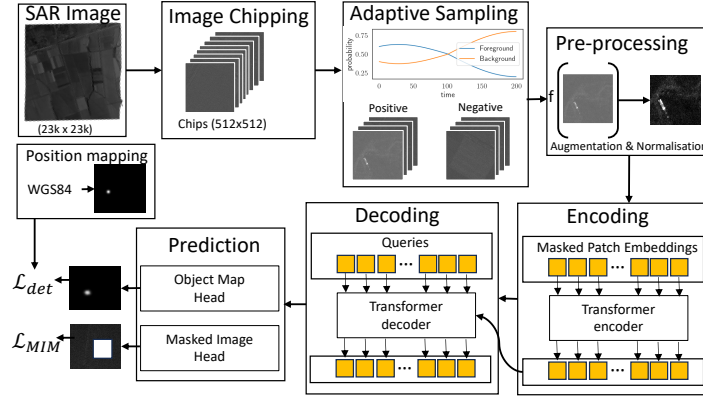 SAR Image
(23k x 23k)
Image Chipping
Chips (512x512)
Adaptive Sampling
probability
0.75
0.50
0.25
Foreground
Background
0
50
100
150
200
time
Positive
Negative
Pre-processing
f
Augmentation & Normalisation
Position mapping
WGS84
ℒdet
ℒMIM
Prediction
Object Map
Head
Masked Image
Head
Decoding
Queries
...
Transformer
decoder
...
Encoding
Masked Patch Embeddings
...
Transformer
encoder
...